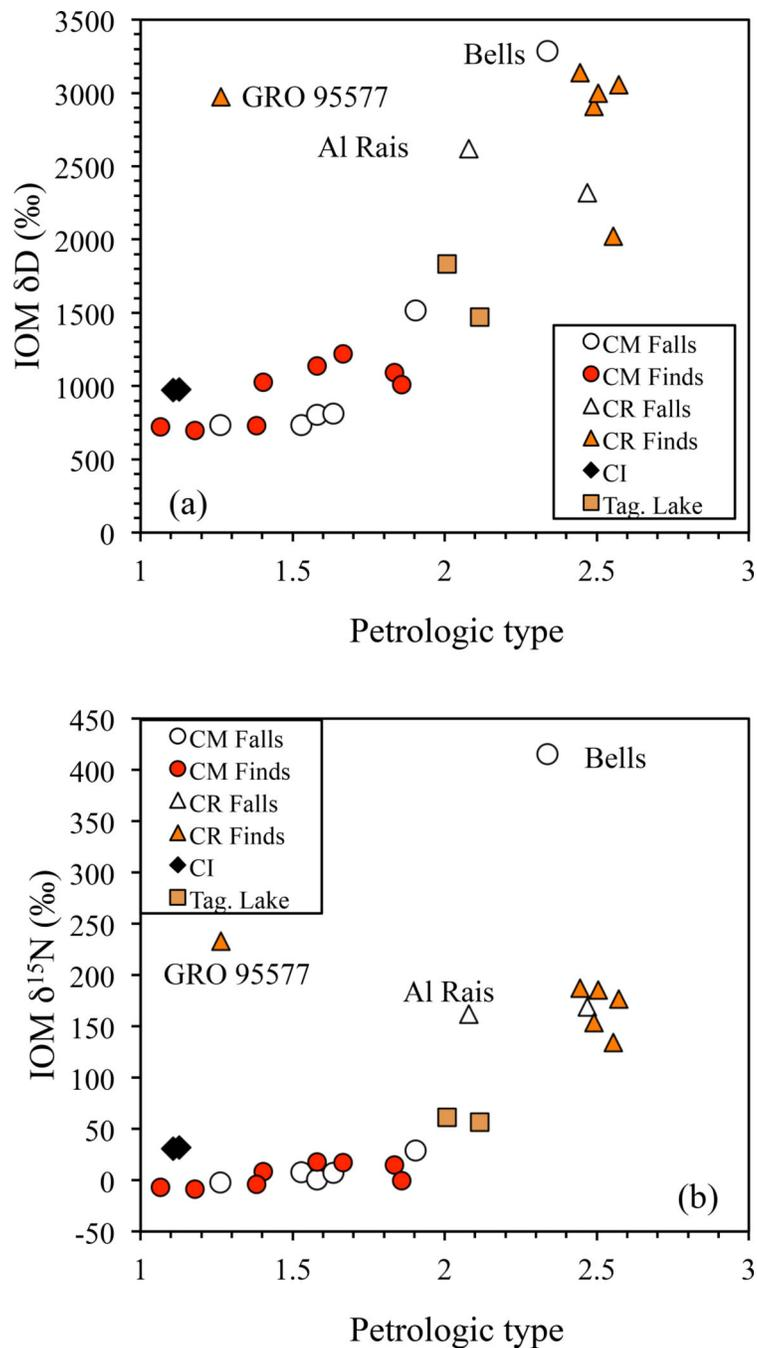 3500
3000
2500
2000
1500
1000
500
0
IOM δD (‰)
Bells
GRO 95577
Al Rais
CM Falls
CM Finds
CR Falls
CR Finds
CI
Tag. Lake
(a)
1 1.5 2 2.5 3
Petrologic type
450
400
350
300
250
200
150
100
50
0
-50
IOM δ¹⁵N (‰)
CM Falls
CM Finds
CR Falls
CR Finds
CI
Tag. Lake
Bells
GRO 95577
Al Rais
(b)
1 1.5 2 2.5 3
Petrologic type